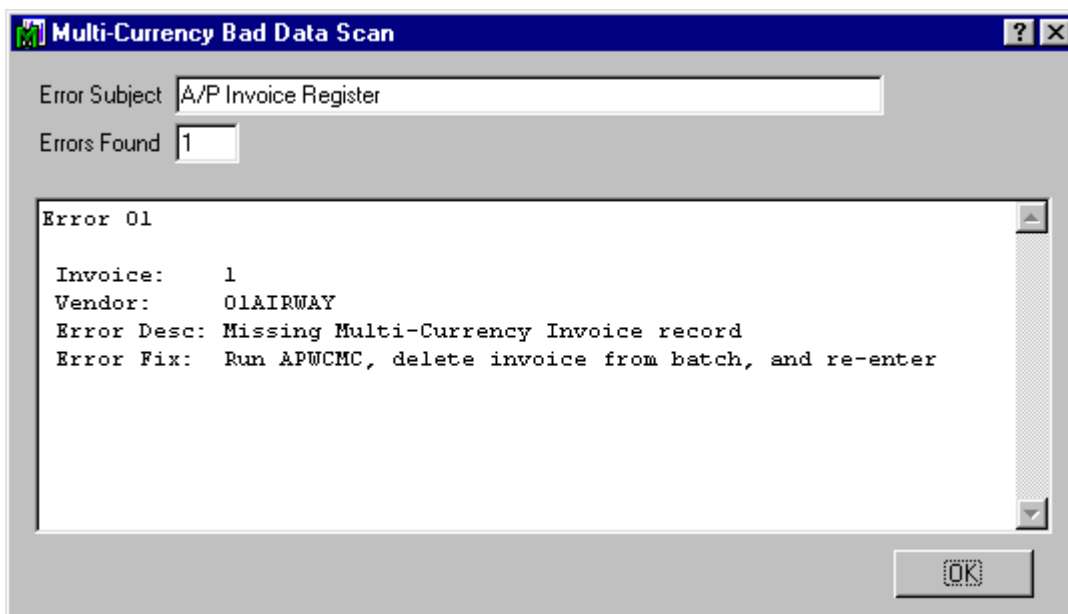 Multi-Currency Bad Data Scan
Error Subject A/P Invoice Register
Errors Found 1
Error 01
Invoice: 1
Vendor: 01AIRWAY
Error Desc: Missing Multi-Currency Invoice record
Error Fix: Run APWCMC, delete invoice from batch, and re-enter
OK